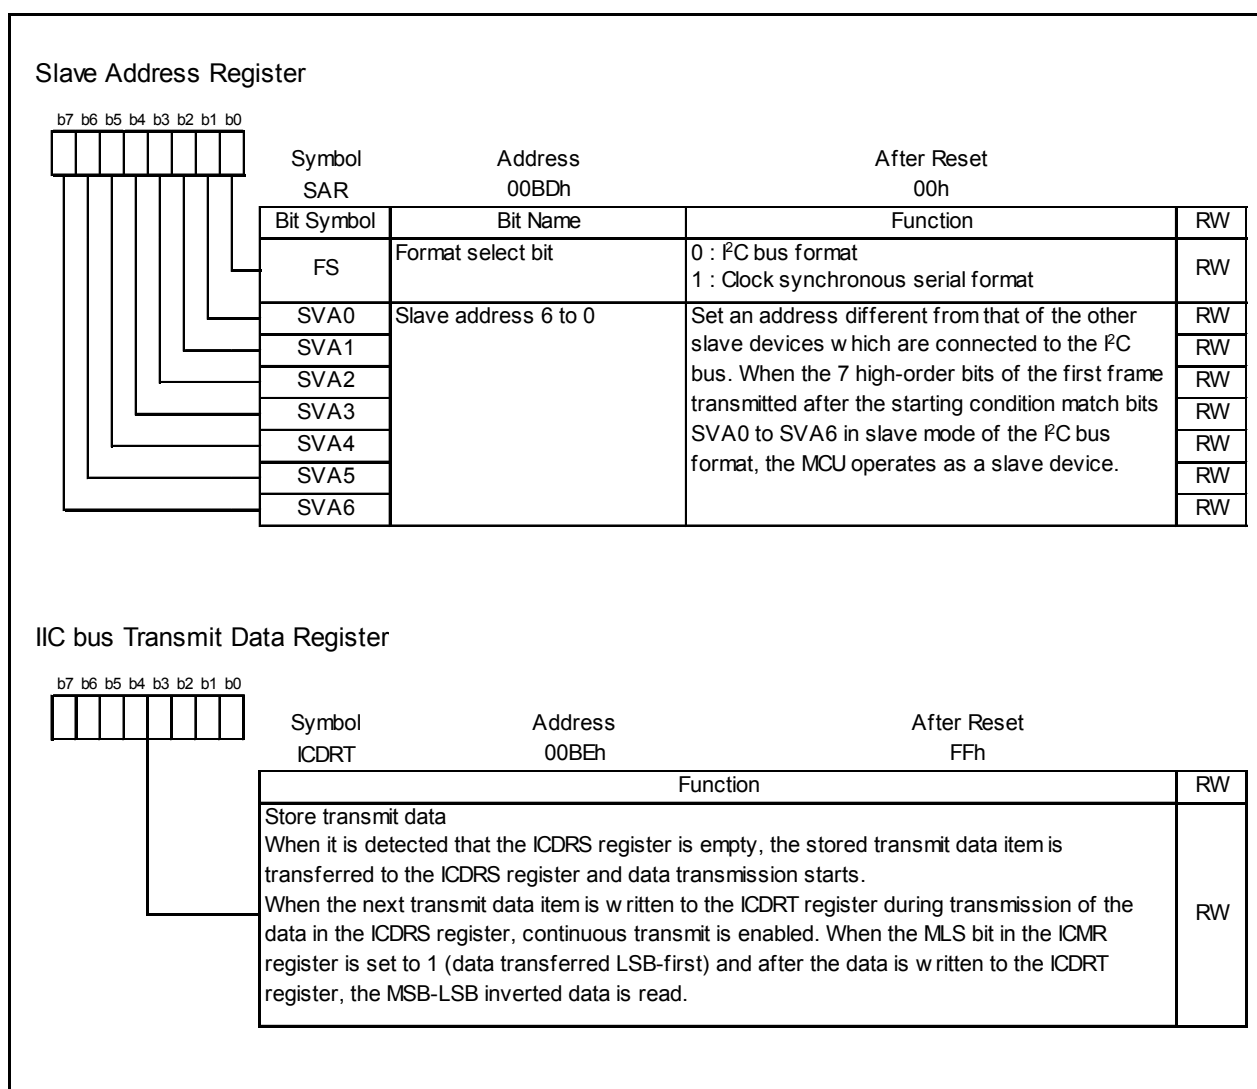 Slave Address Register
b7 b6 b5 b4 b3 b2 b1 b0
Symbol Address After Reset
SAR 00BDh 00h
Bit Symbol Bit Name Function RW
FS Format select bit 0 : I²C bus format RW
1 : Clock synchronous serial format
SVA0 Slave address 6 to 0 Set an address different from that of the other RW
SVA1 slave devices which are connected to the I²C RW
SVA2 bus. When the 7 high-order bits of the first frame RW
SVA3 transmitted after the starting condition match bits RW
SVA4 SVA0 to SVA6 in slave mode of the I²C bus RW
SVA5 format, the MCU operates as a slave device. RW
SVA6 RW
IIC bus Transmit Data Register
b7 b6 b5 b4 b3 b2 b1 b0
Symbol Address After Reset
ICDRT 00BEh FFh
Function RW
Store transmit data
When it is detected that the ICDRS register is empty, the stored transmit data item is
transferred to the ICDRS register and data transmission starts.
When the next transmit data item is written to the ICDRT register during transmission of the RW
data in the ICDRS register, continuous transmit is enabled. When the MLS bit in the ICMR
register is set to 1 (data transferred LSB-first) and after the data is written to the ICDRT
register, the MSB-LSB inverted data is read.